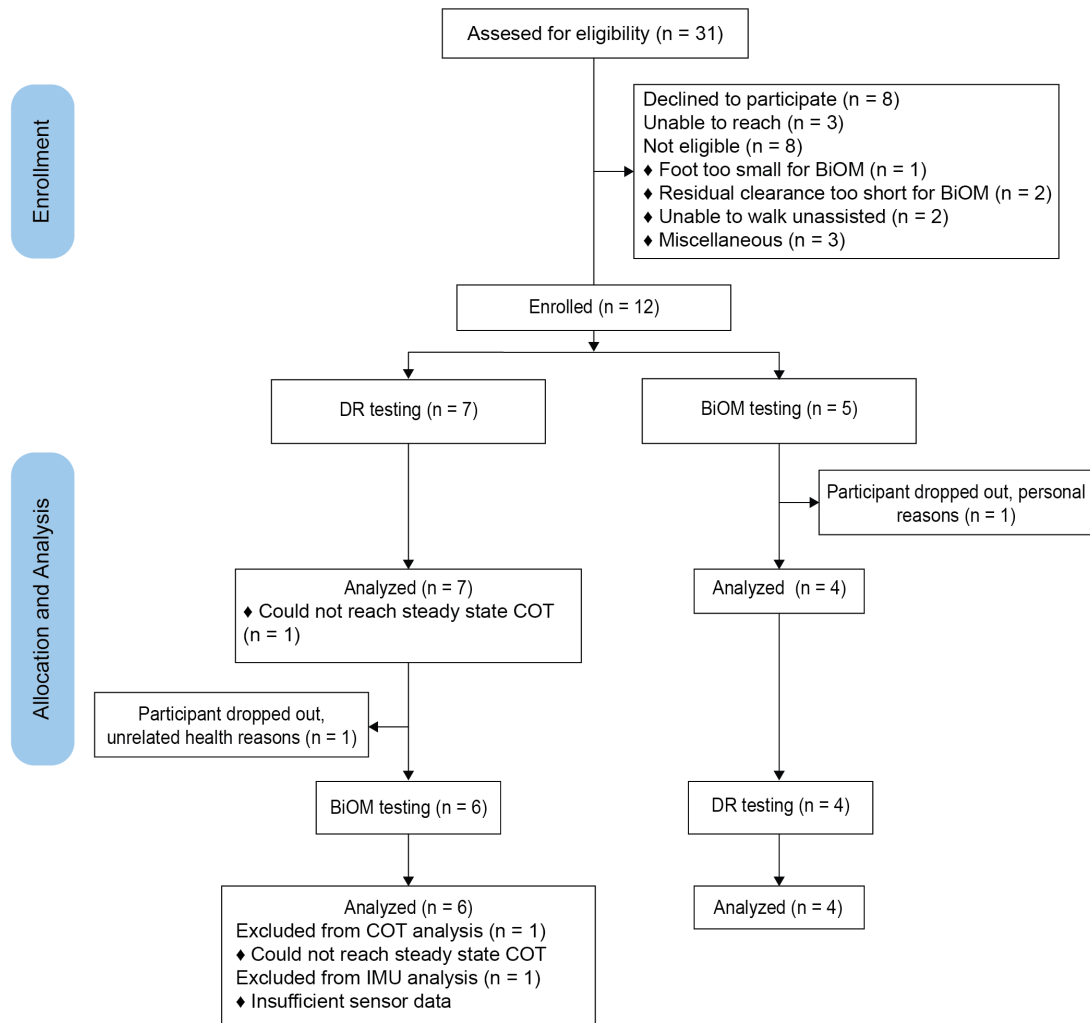 Assesed for eligibility (n = 31)
Enrollment
Declined to participate (n = 8)
Unable to reach (n = 3)
Not eligible (n = 8)
♦ Foot too small for BiOM (n = 1)
♦ Residual clearance too short for BiOM (n = 2)
♦ Unable to walk unassisted (n = 2)
♦ Miscellaneous (n = 3)
Enrolled (n = 12)
DR testing (n = 7)
BiOM testing (n = 5)
Allocation and Analysis
Participant dropped out, personal
reasons (n = 1)
Analyzed (n = 7)
♦ Could not reach steady state COT
(n = 1)
Analyzed (n = 4)
Participant dropped out,
unrelated health reasons (n = 1)
BiOM testing (n = 6)
DR testing (n = 4)
Analyzed (n = 6)
Excluded from COT analysis (n = 1)
♦ Could not reach steady state COT
Excluded from IMU analysis (n = 1)
♦ Insufficient sensor data
Analyzed (n = 4)